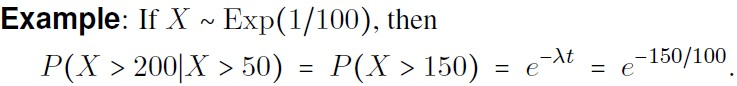 Example: If X ~ Exp(1/100), then
P(X > 200|X > 50) = P(X > 150) = e^{−λt} = e^{−150/100}.